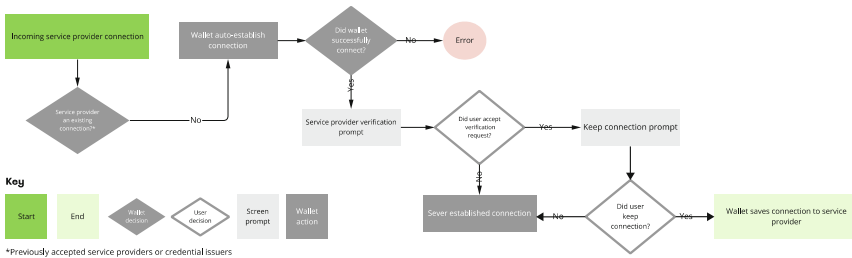 Incoming service provider connection
Wallet auto-establish
connection
Did wallet
successfully
connect?
No
Error
Service provider
an existing
connection?*
No
Yes
Service provider verification
prompt
Did user accept
verification
request?
Yes
Keep connection prompt
No
Sever established connection
No
Did user
keep
connection?
Yes
Wallet saves connection to service
provider
Key
Start
End
Wallet
decision
User
decision
Screen
prompt
Wallet
action
*Previously accepted service providers or credential issuers